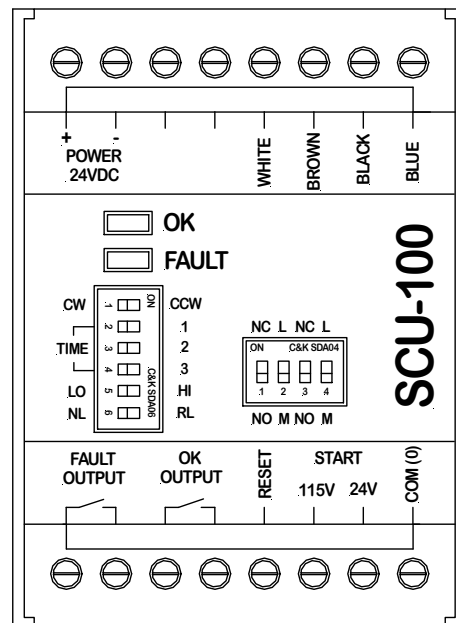 + -
POWER
24VDC
WHITE
BROWN
BLACK
BLUE
OK
FAULT
SCU-100
CW 1 ON CCW
2 1
TIME 3 2
4 3
LO 5 HI
NL 6 RL
C&K SDA06
NC L NC L
ON C&K SDA04
1 2 3 4
NO M NO M
FAULT
OUTPUT
OK
OUTPUT
RESET
START
115V 24V
COM (0)